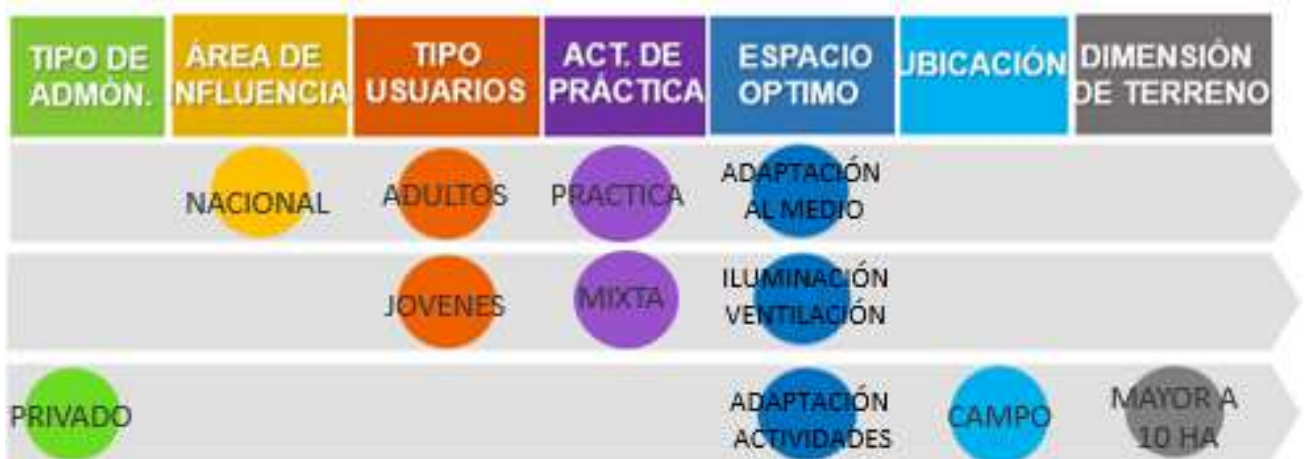 TIPO DE
ADMÒN.
ÁREA DE
INFLUENCIA
TIPO
USUARIOS
ACT. DE
PRÁCTICA
ESPACIO
OPTIMO
UBICACIÓN
DIMENSIÓN
DE TERRENO
NACIONAL
ADULTOS
PRACTICA
ADAPTACIÓN
AL MEDIO
JOVENES
MIXTA
ILUMINACIÓN
VENTILACIÓN
PRIVADO
ADAPTACIÓN
ACTIVIDADES
CAMPO
MAYOR A
10 HA